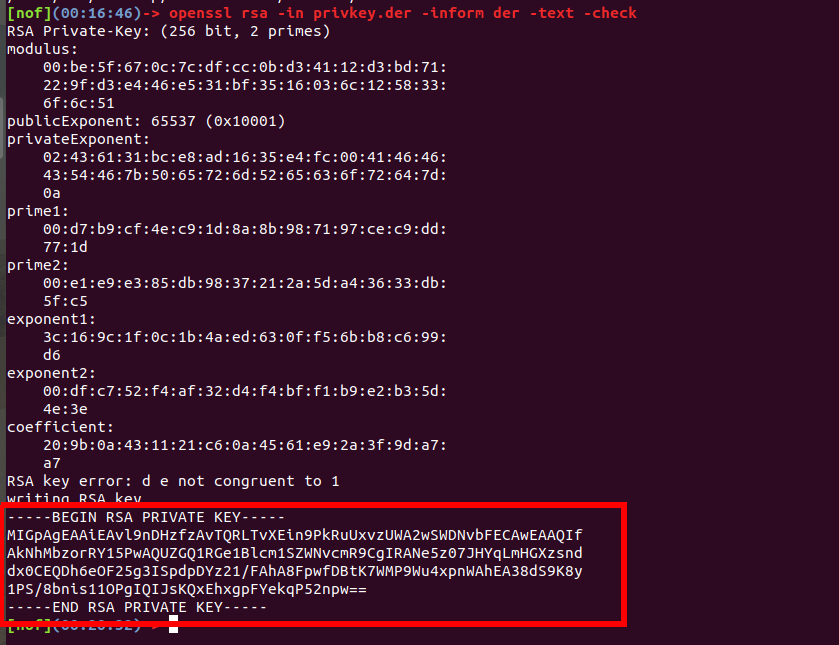 [nof](00:16:46)-> openssl rsa -in privkey.der -inform der -text -check
RSA Private-Key: (256 bit, 2 primes)
modulus:
00:be:5f:67:0c:7c:df:cc:0b:d3:41:12:d3:bd:71:
22:9f:d3:e4:46:e5:31:bf:35:16:03:6c:12:58:33:
6f:6c:51
publicExponent: 65537 (0x10001)
privateExponent:
02:43:61:31:bc:e8:ad:16:35:e4:fc:00:41:46:46:
43:54:46:7b:50:65:72:6d:52:65:63:6f:72:64:7d:
0a
prime1:
00:d7:b9:cf:4e:c9:1d:8a:8b:98:71:97:ce:c9:dd:
77:1d
prime2:
00:e1:e9:e3:85:db:98:37:21:2a:5d:a4:36:33:db:
5f:c5
exponent1:
3c:16:9c:1f:0c:1b:4a:ed:63:0f:f5:6b:b8:c6:99:
d6
exponent2:
00:df:c7:52:f4:af:32:d4:f4:bf:f1:b9:e2:b3:5d:
4e:3e
coefficient:
20:9b:0a:43:11:21:c6:0a:45:61:e9:2a:3f:9d:a7:
a7
RSA key error: d e not congruent to 1
writing RSA key
-----BEGIN RSA PRIVATE KEY-----
MIGpAgEAAiEAvl9nDHzfzAvTQRLTvXEin9PkRuUxvzUWA2wSWDNvbFECAwEAAQIf
AkNhMbzorRY15PwAQUZGQ1RGe1Blcm1SZWNvcmR9CgIRANe5z07JHYqLmHGXzsnd
dx0CEQDh6eOF25g3ISpdpDYz21/FAhA8FpwfDBtK7WMP9Wu4xpnWAhEA38dS9K8y
1PS/8bnis11OPgIQIJsKQxEhxgpFYekqP52npw==
-----END RSA PRIVATE KEY-----